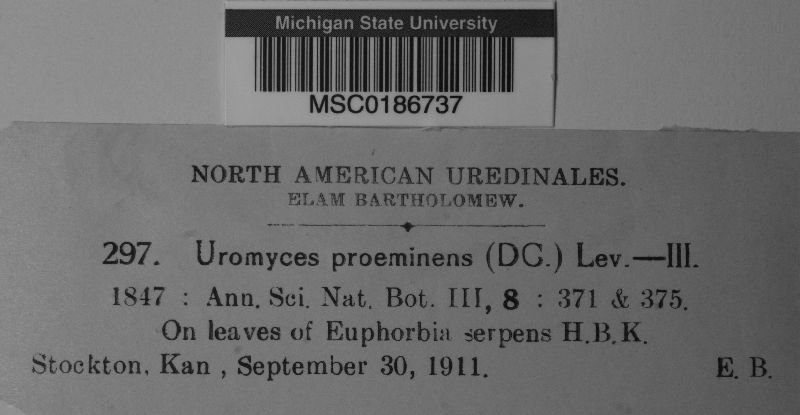 Michigan State University
MSC0186737
NORTH AMERICAN UREDINALES.
ELAM BARTHOLOMEW.
297. Uromyces proeminens (DC.) Lev.—III.
1847 : Ann. Sci. Nat. Bot. III, 8 : 371 & 375.
On leaves of Euphorbia serpens H.B.K.
Stockton, Kan , September 30, 1911. E. B.